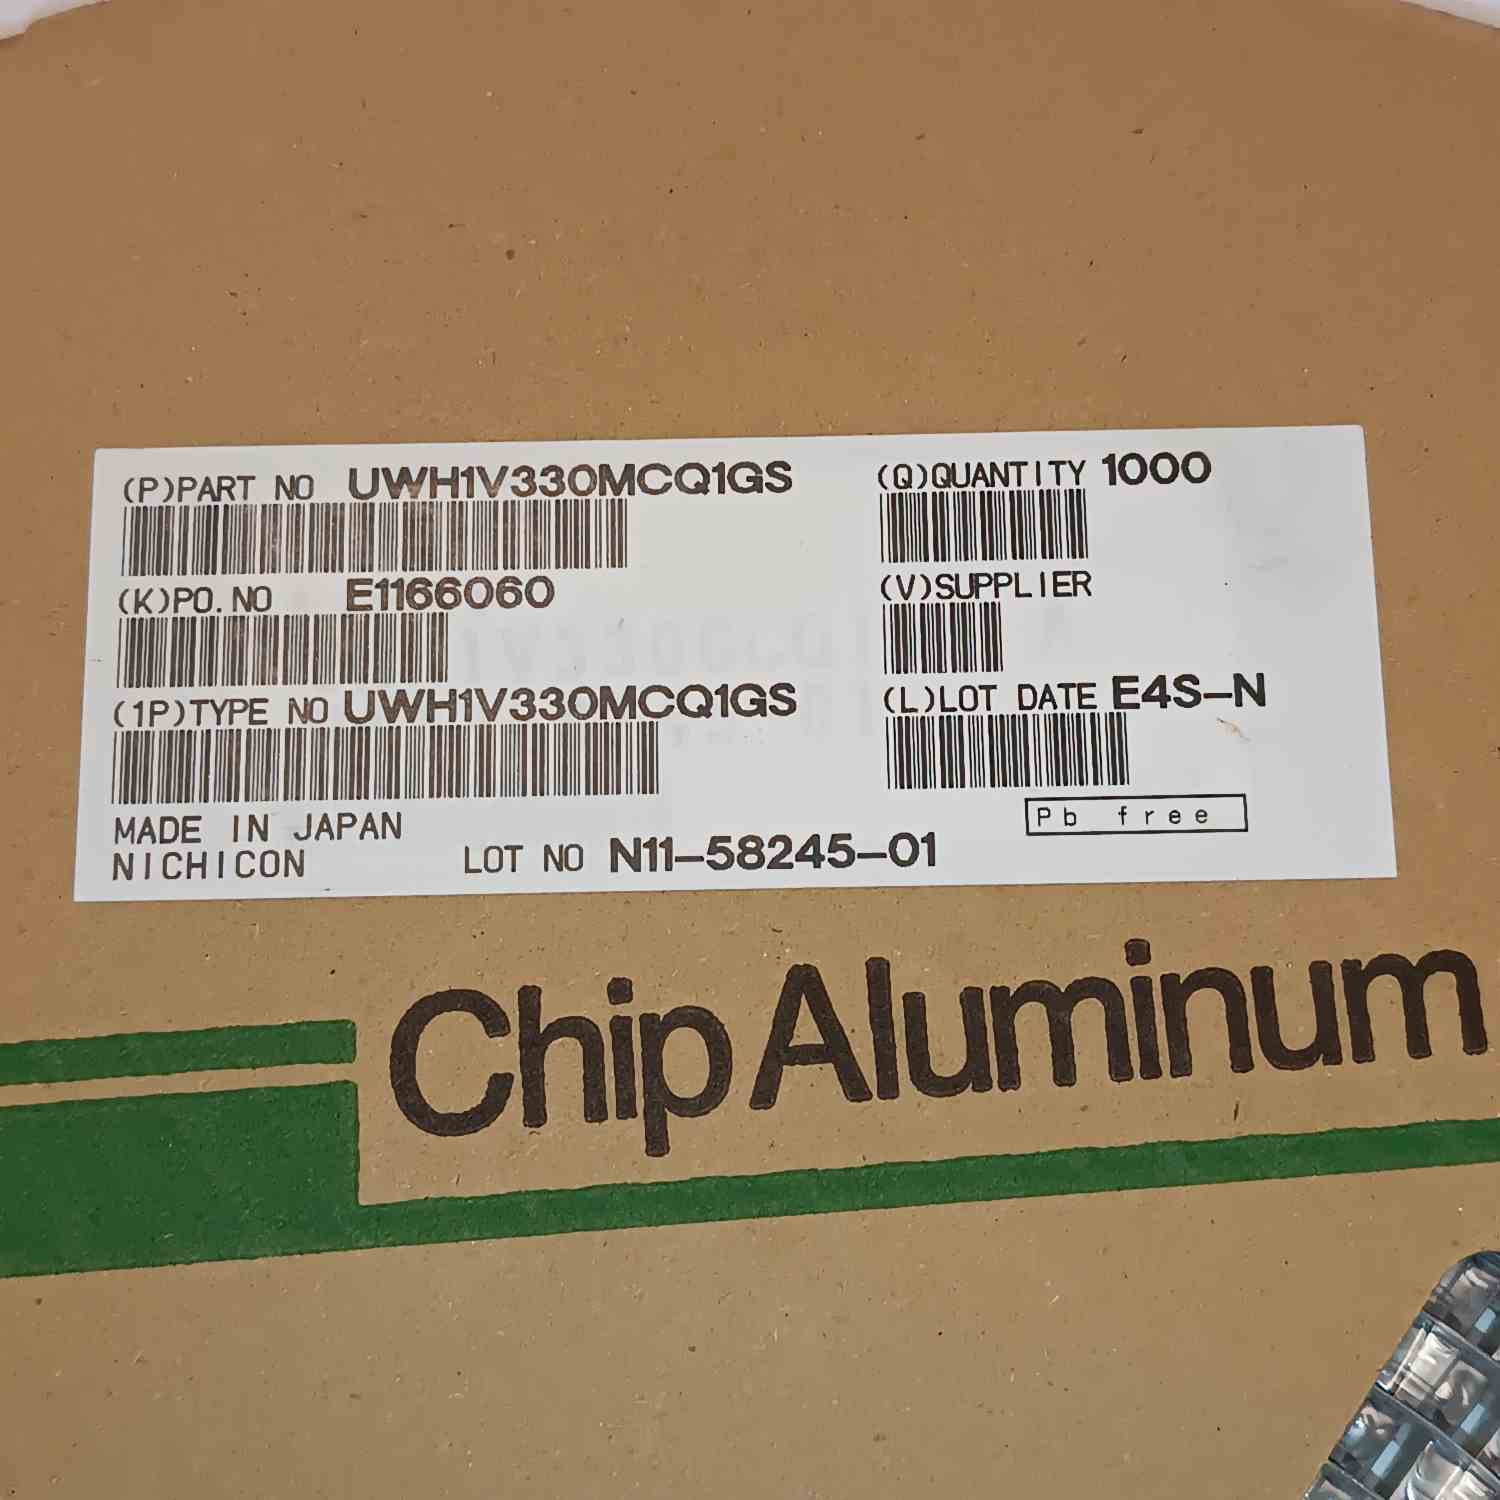 (P)PART NO UWH1V330MCQ1GS
(Q)QUANTITY 1000
(K)PO.NO E1166060
(V)SUPPLIER
(1P)TYPE NO UWH1V330MCQ1GS
(L)LOT DATE E4S-N
MADE IN JAPAN
Pb free
NICHICON
LOT NO N11-58245-01
Chip Aluminum